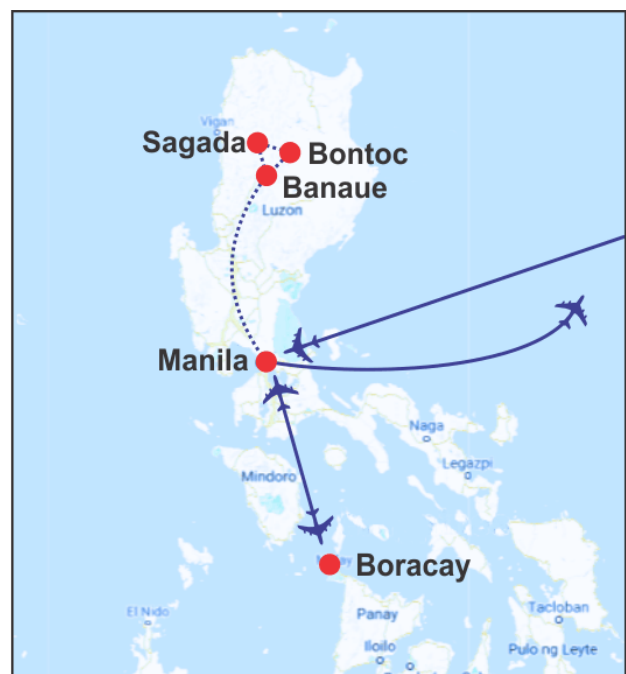 Vigan
Sagada
Bontoc
Banaue
Luzon
Manila
Naga
Legazpi
Mindoro
Boracay
El Nido
Panay
Tacloban
Iloilo
Pulo ng Leyte